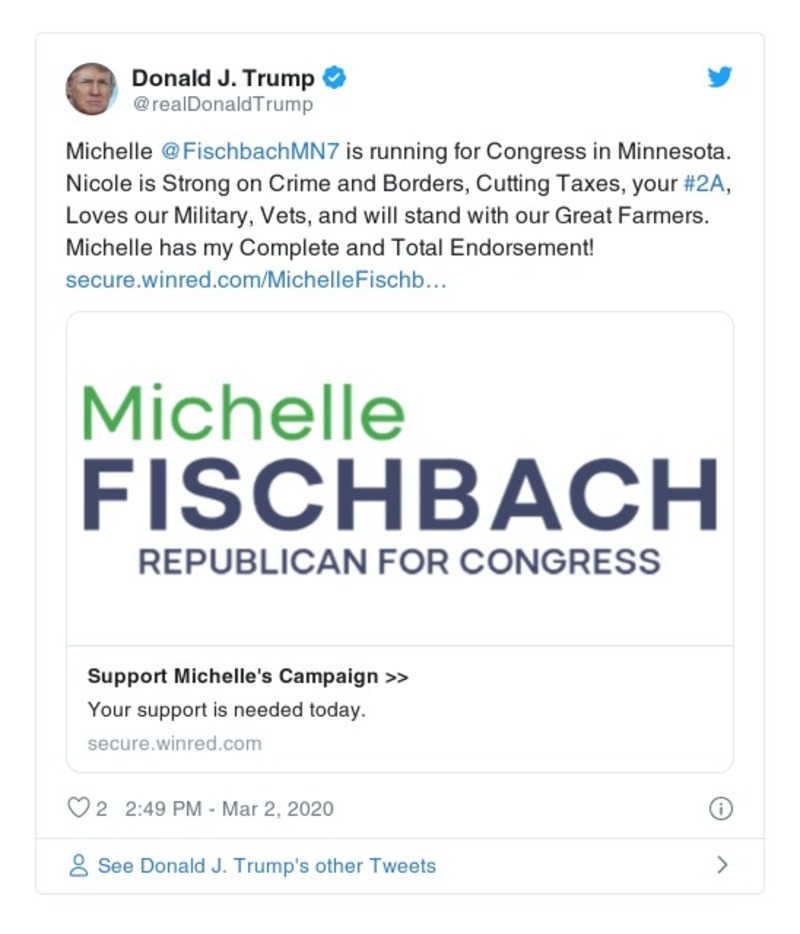 Donald J. Trump
@realDonaldTrump
Michelle @FischbachMN7 is running for Congress in Minnesota.
Nicole is Strong on Crime and Borders, Cutting Taxes, your #2A,
Loves our Military, Vets, and will stand with our Great Farmers.
Michelle has my Complete and Total Endorsement!
secure.winred.com/MichelleFischb…
Michelle
FISCHBACH
REPUBLICAN FOR CONGRESS
Support Michelle's Campaign >>
Your support is needed today.
secure.winred.com
2 2:49 PM - Mar 2, 2020
See Donald J. Trump's other Tweets